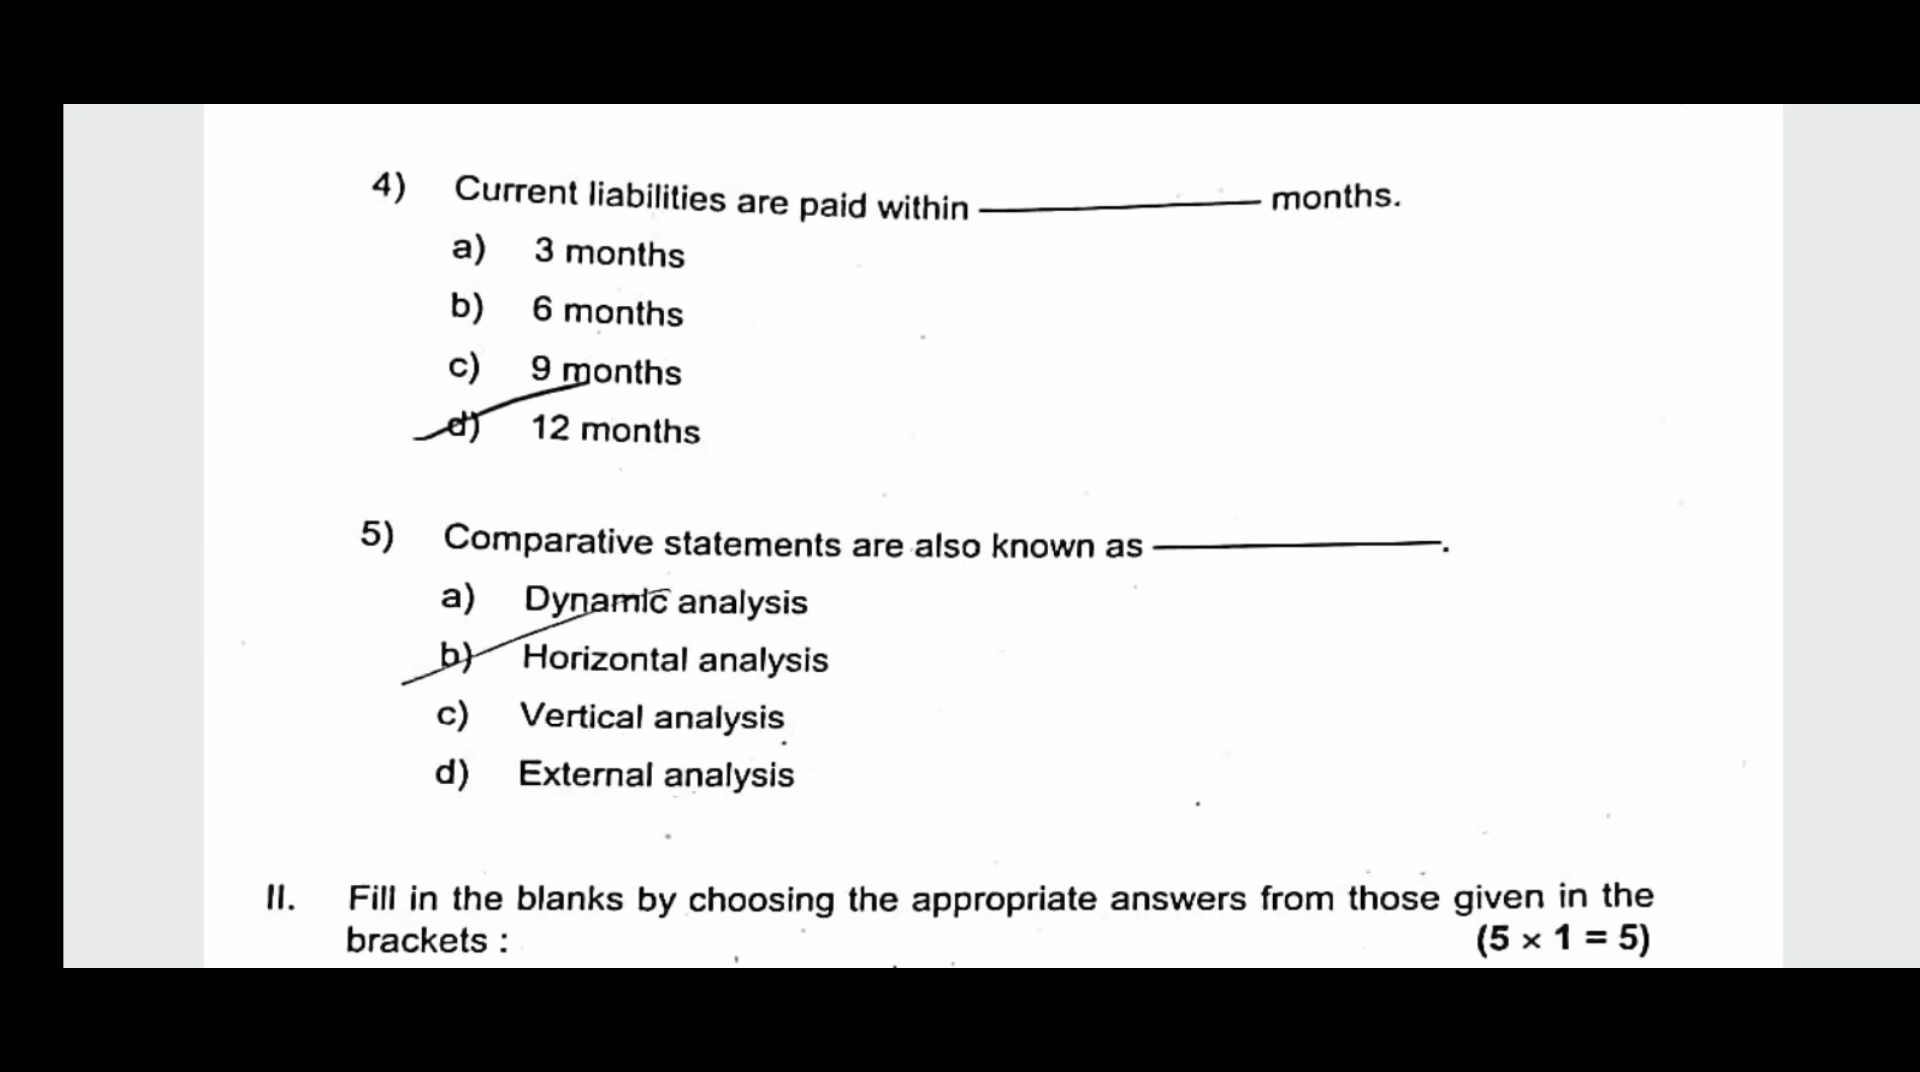 4) Current liabilities are paid within ____________ months.
a) 3 months
b) 6 months
c) 9 months
d) 12 months
5) Comparative statements are also known as ____________.
a) Dynamic analysis
b) Horizontal analysis
c) Vertical analysis
d) External analysis
II. Fill in the blanks by choosing the appropriate answers from those given in the
brackets : (5 × 1 = 5)